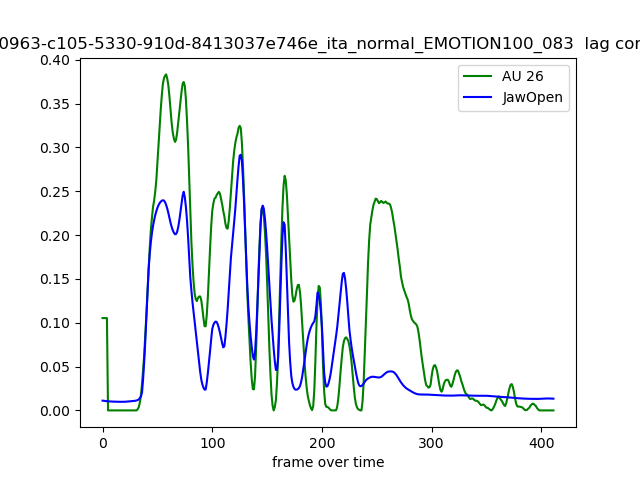 0963-c105-5330-910d-8413037e746e_ita_normal_EMOTION100_083 lag cor
0.40
AU 26
JawOpen
0.35
0.30
0.25
0.20
0.15
0.10
0.05
0.00
0 100 200 300 400
frame over time